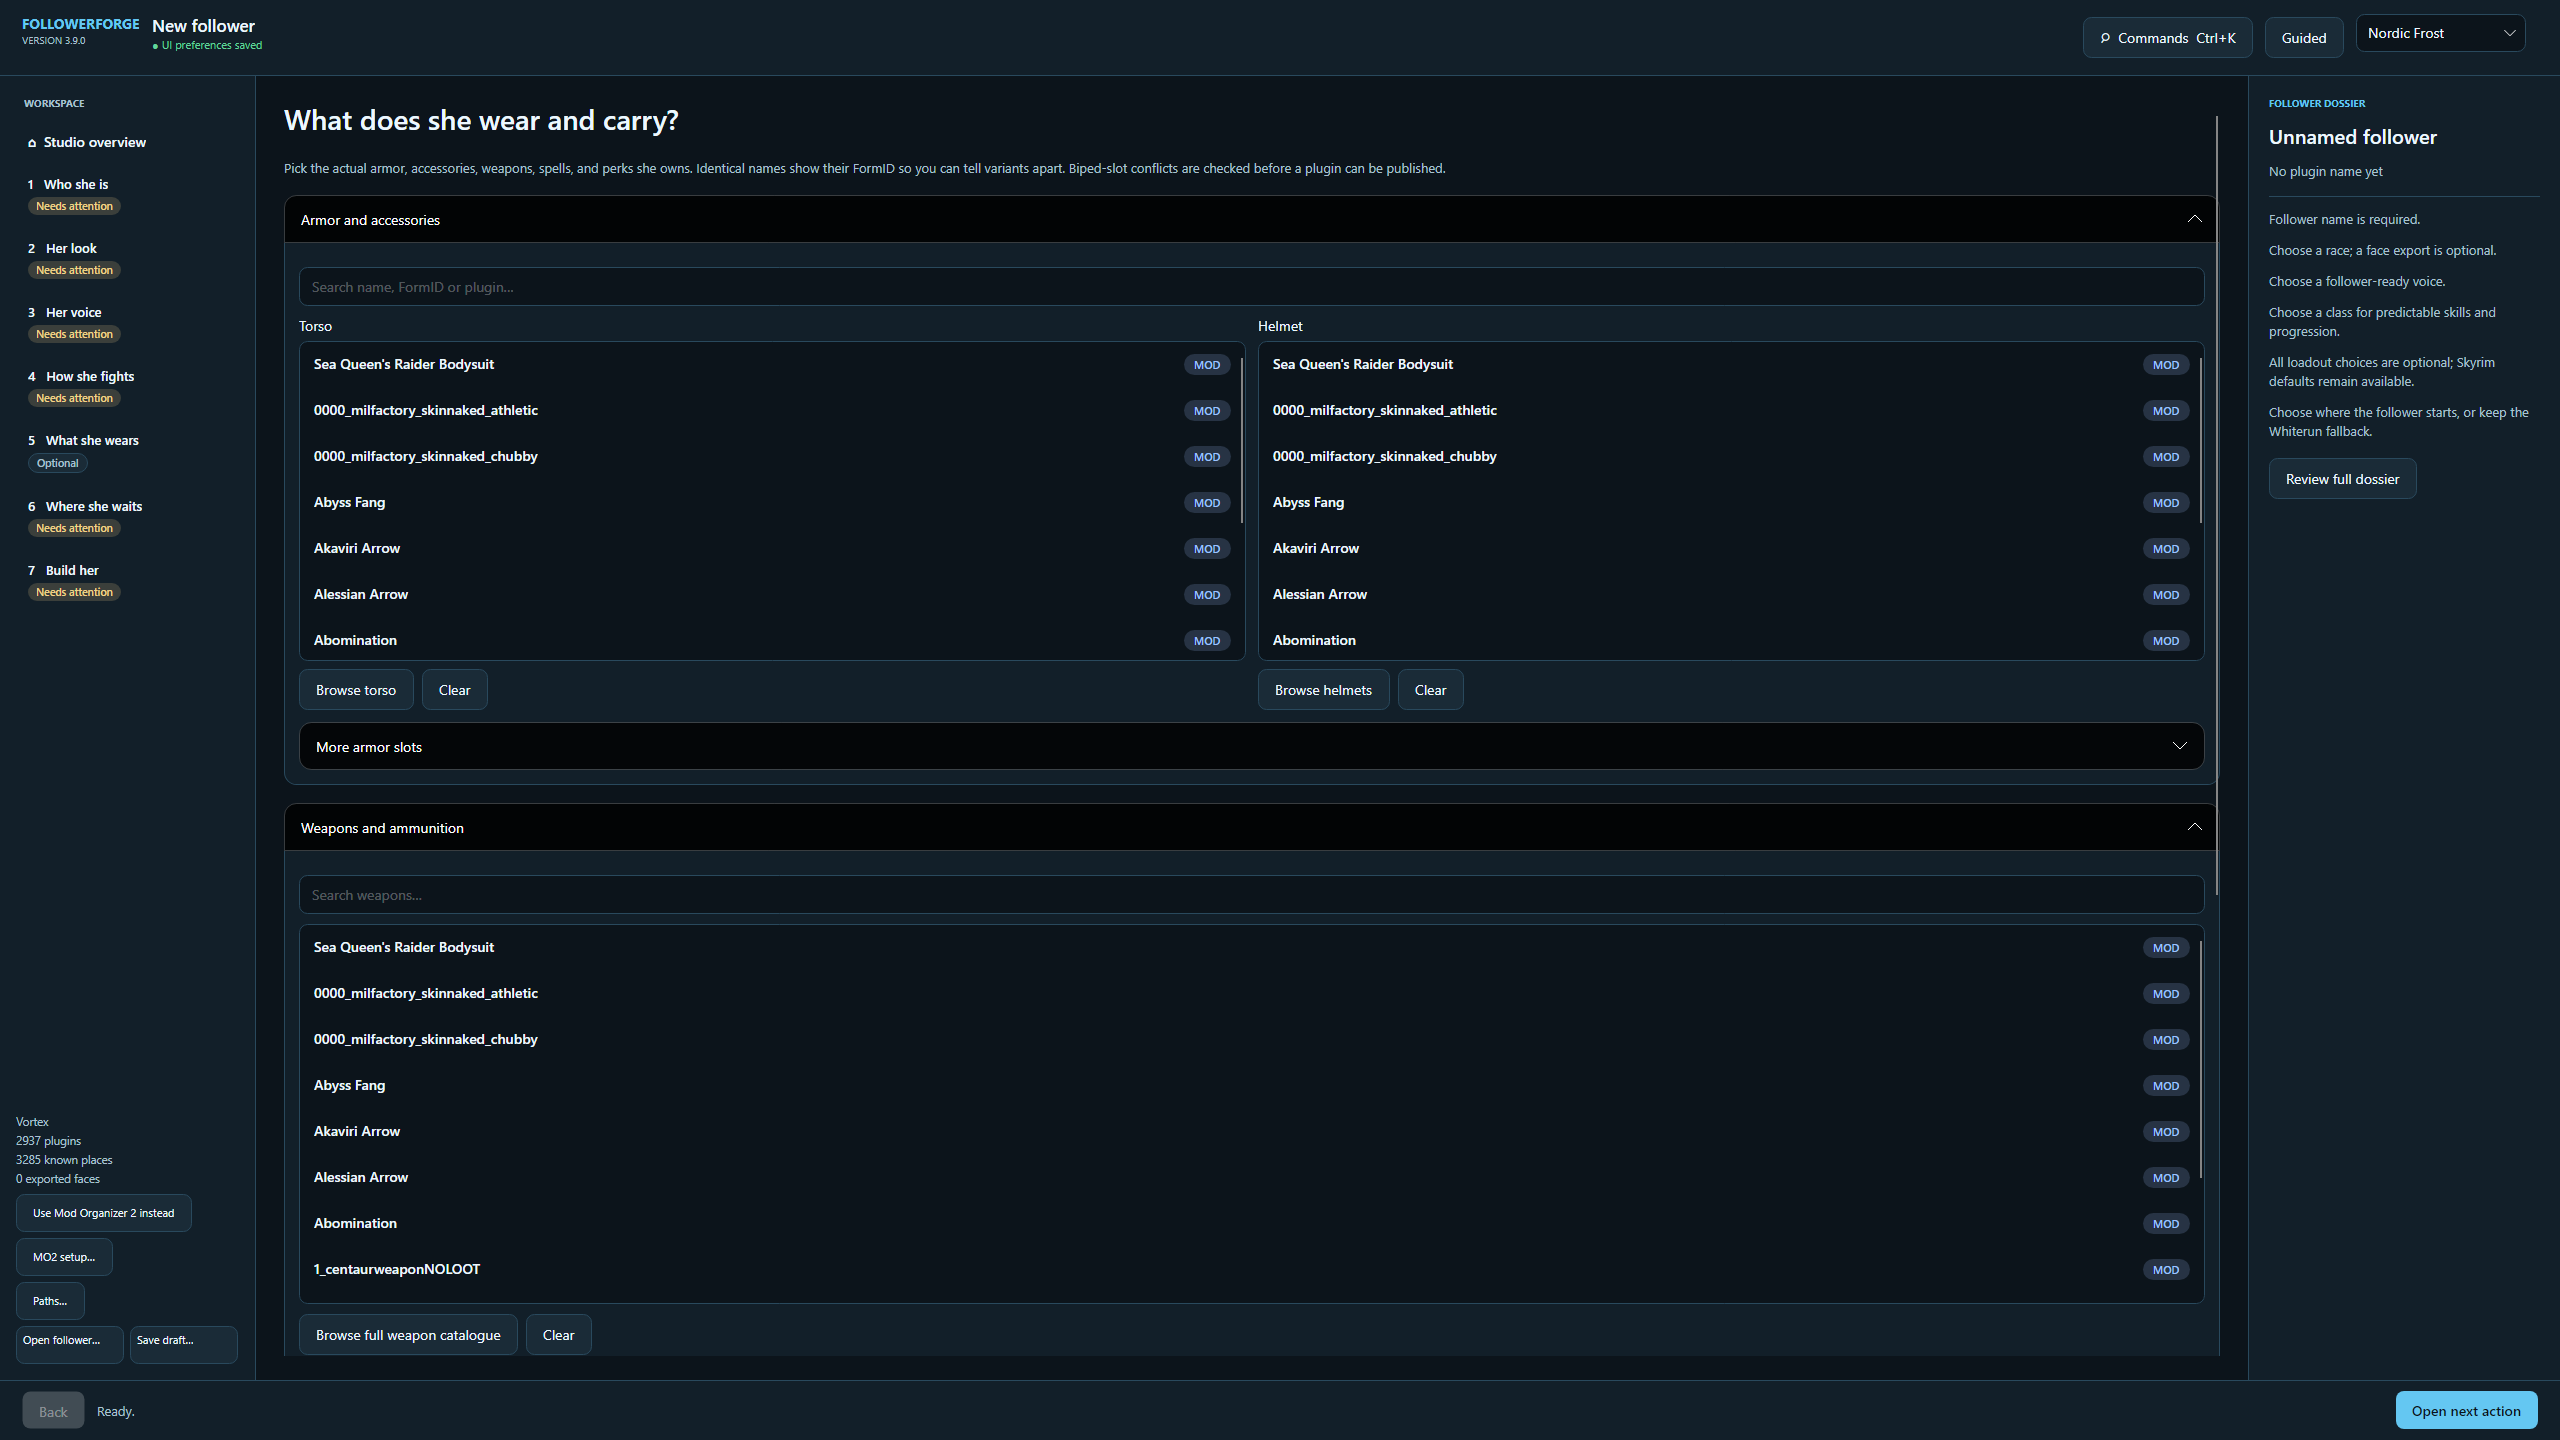 FOLLOWERFORGE
VERSION 3.9.0
New follower
● UI preferences saved
Commands Ctrl+K
Guided
Nordic Frost
WORKSPACE
Studio overview
1 Who she is
Needs attention
2 Her look
Needs attention
3 Her voice
Needs attention
4 How she fights
Needs attention
5 What she wears
Optional
6 Where she waits
Needs attention
7 Build her
Needs attention
Vortex
2937 plugins
3285 known places
0 exported faces
Use Mod Organizer 2 instead
MO2 setup...
Paths...
Open follower...
Save draft...
What does she wear and carry?
Pick the actual armor, accessories, weapons, spells, and perks she owns. Identical names show their FormID so you can tell variants apart. Biped-slot conflicts are checked before a plugin can be published.
Armor and accessories
Search name, FormID or plugin...
Torso
Sea Queen's Raider Bodysuit MOD
0000_milfactory_skinnaked_athletic MOD
0000_milfactory_skinnaked_chubby MOD
Abyss Fang MOD
Akaviri Arrow MOD
Alessian Arrow MOD
Abomination MOD
Browse torso
Clear
Helmet
Sea Queen's Raider Bodysuit MOD
0000_milfactory_skinnaked_athletic MOD
0000_milfactory_skinnaked_chubby MOD
Abyss Fang MOD
Akaviri Arrow MOD
Alessian Arrow MOD
Abomination MOD
Browse helmets
Clear
More armor slots
Weapons and ammunition
Search weapons...
Sea Queen's Raider Bodysuit MOD
0000_milfactory_skinnaked_athletic MOD
0000_milfactory_skinnaked_chubby MOD
Abyss Fang MOD
Akaviri Arrow MOD
Alessian Arrow MOD
Abomination MOD
1_centaurweaponNOLOOT MOD
Browse full weapon catalogue
Clear
FOLLOWER DOSSIER
Unnamed follower
No plugin name yet
Follower name is required.
Choose a race; a face export is optional.
Choose a follower-ready voice.
Choose a class for predictable skills and
progression.
All loadout choices are optional; Skyrim
defaults remain available.
Choose where the follower starts, or keep the
Whiterun fallback.
Review full dossier
Back
Ready.
Open next action